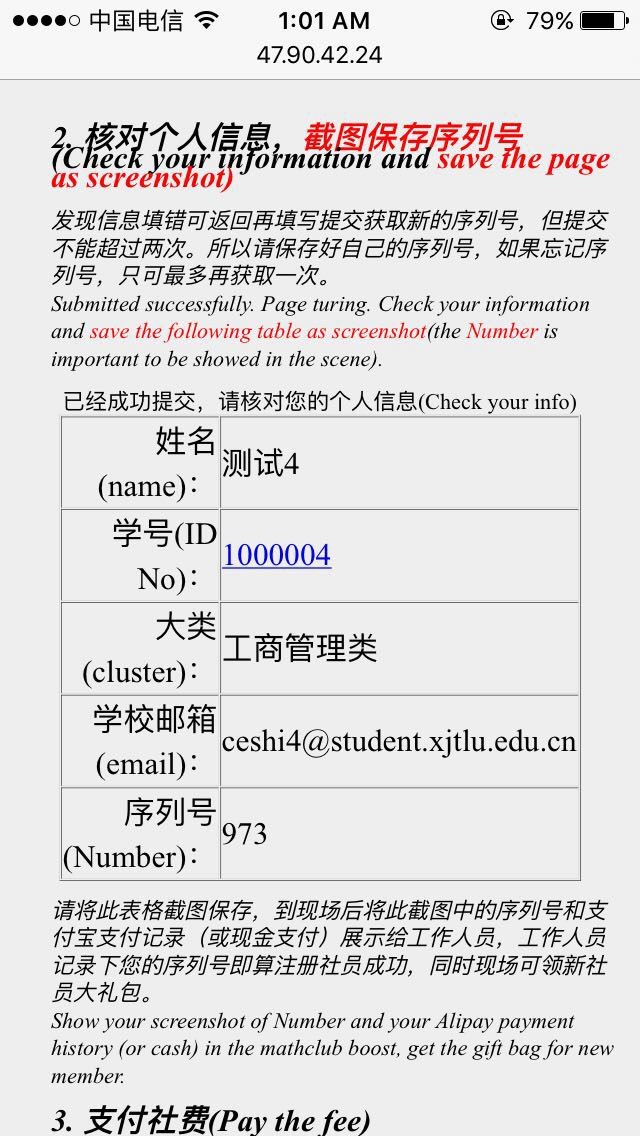 中国电信 1:01 AM 79%
47.90.42.24
2. 核对个人信息，截图保存序列号
(Check your information and save the page
as screenshot)
发现信息填错可返回再填写提交获取新的序列号，但提交
不能超过两次。所以请保存好自己的序列号，如果忘记序
列号，只可最多再获取一次。
Submitted successfully. Page turing. Check your information
and save the following table as screenshot(the Number is
important to be showed in the scene).
已经成功提交，请核对您的个人信息(Check your info)
姓名
(name)： 测试4
学号(ID
No)： 1000004
大类
(cluster)： 工商管理类
学校邮箱
(email)： ceshi4@student.xjtlu.edu.cn
序列号
(Number)： 973
请将此表格截图保存，到现场后将此截图中的序列号和支
付宝支付记录（或现金支付）展示给工作人员，工作人员
记录下您的序列号即算注册社员成功，同时现场可领新社
员大礼包。
Show your screenshot of Number and your Alipay payment
history (or cash) in the mathclub boost, get the gift bag for new
member.
3. 支付社费(Pay the fee)